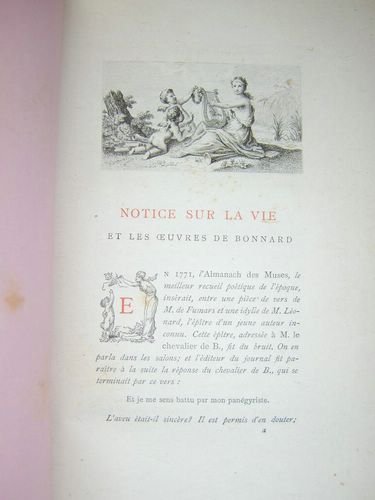 NOTICE SUR LA VIE
ET LES ŒUVRES DE BONNARD
EN 1771, l'Almanach des Muses, le
meilleur recueil poétique de l'époque,
insérait, entre une pièce de vers de
M. de Fumars et une idylle de M. Léo-
nard, l'épître d'un jeune auteur incon-
nu. Cette épître, adressée à M. le
chevalier de B., fit du bruit. On en
parla dans les salons; et l'éditeur du journal fit pa-
raître à la suite la réponse du chevalier de B., qui se
terminait par ce vers :
Et je me sens battu par mon panégyriste.
L'aveu était-il sincère? Il est permis d'en douter;
a